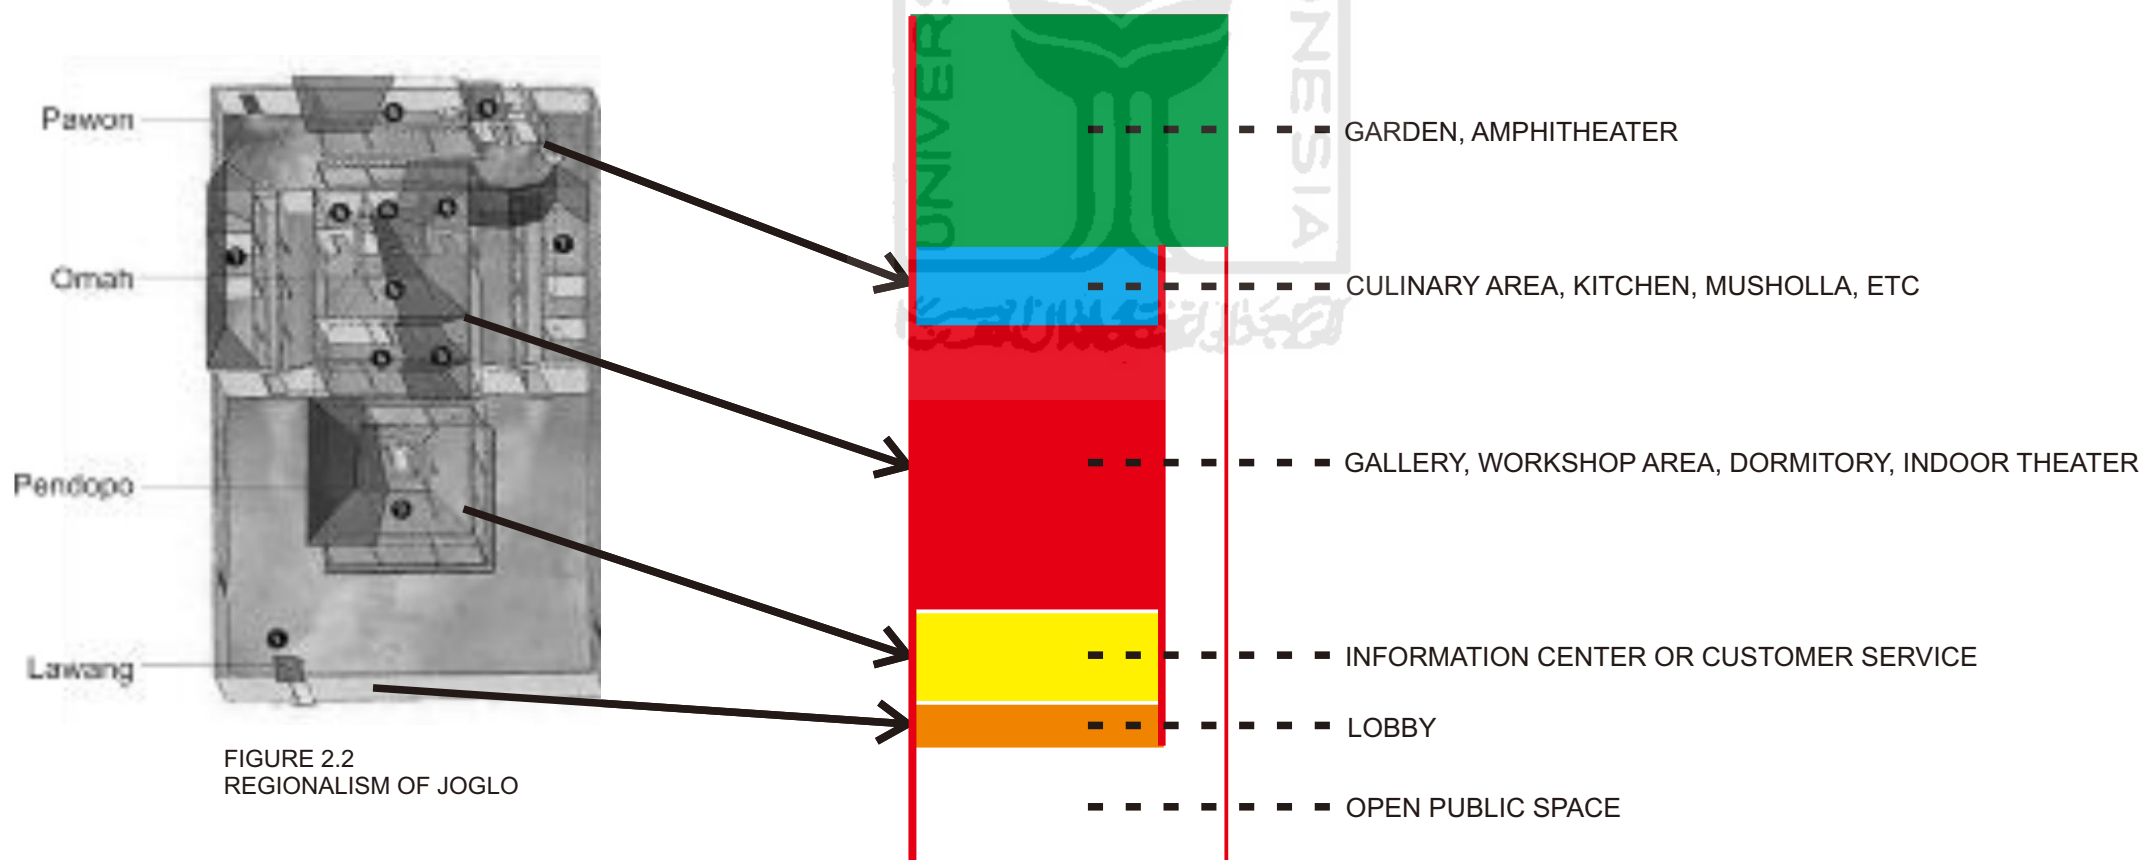 Pawon
Omah
Pendopo
Lawang
FIGURE 2.2
REGIONALISM OF JOGLO
GARDEN, AMPHITHEATER
CULINARY AREA, KITCHEN, MUSHOLLA, ETC
GALLERY, WORKSHOP AREA, DORMITORY, INDOOR THEATER
INFORMATION CENTER OR CUSTOMER SERVICE
LOBBY
OPEN PUBLIC SPACE